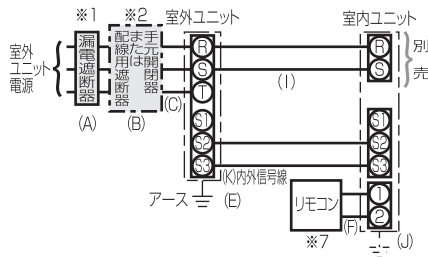 ※1
※2
室外ユニット
室内ユニット
室外
ユニット
電源
漏電遮断器
手元開閉器
または
配線用遮断器
R
S
T
S1
S2
S3
R
S
S1
S2
S3
1
2
別売
(A)
(B)
(C)
(I)
(K)内外信号線
アース
(E)
リモコン
(F)
※7
(J)